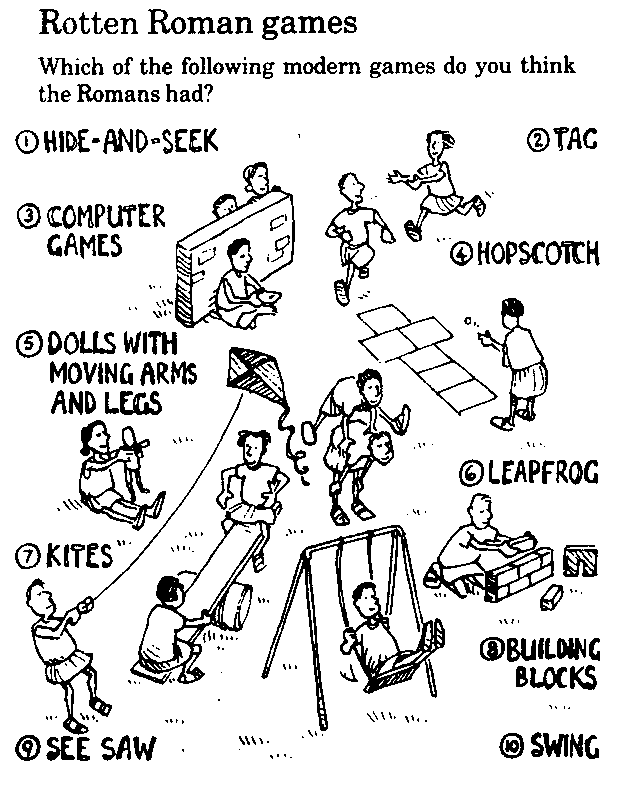 Rotten Roman games
Which of the following modern games do you think
the Romans had?
① HIDE-AND-SEEK
② TAG
③ COMPUTER
GAMES
④ HOPSCOTCH
⑤ DOLLS WITH
MOVING ARMS
AND LEGS
⑥ LEAPFROG
⑦ KITES
⑧ BUILDING
BLOCKS
⑨ SEE SAW
⑩ SWING